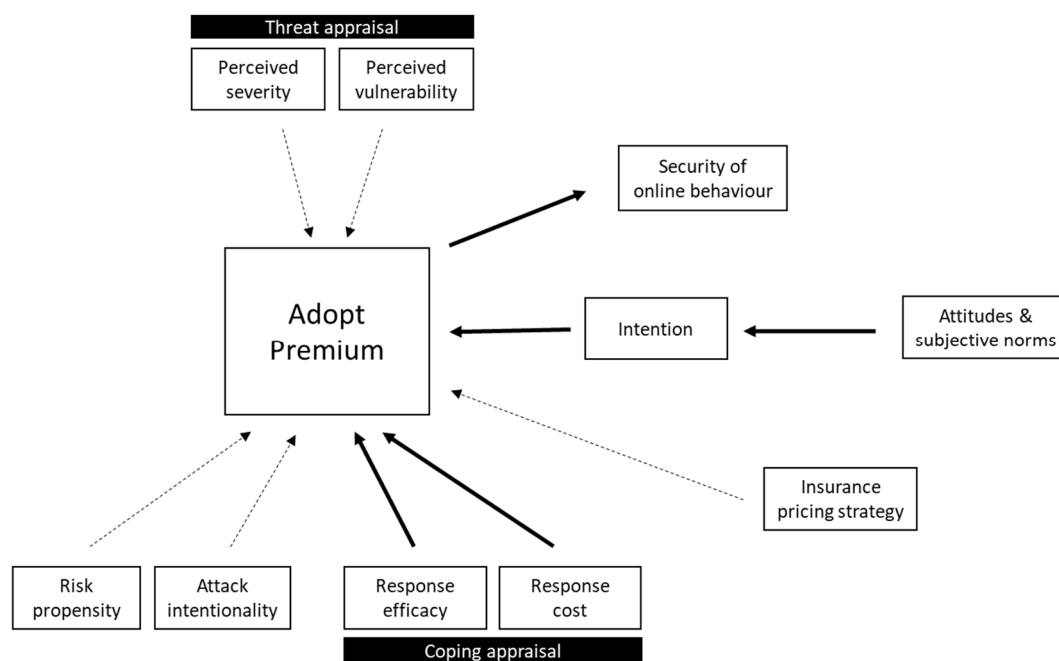 Threat appraisal
Perceived
severity
Perceived
vulnerability
Security of
online behaviour
Adopt
Premium
Intention
Attitudes &
subjective norms
Insurance
pricing strategy
Risk
propensity
Attack
intentionality
Response
efficacy
Response
cost
Coping appraisal